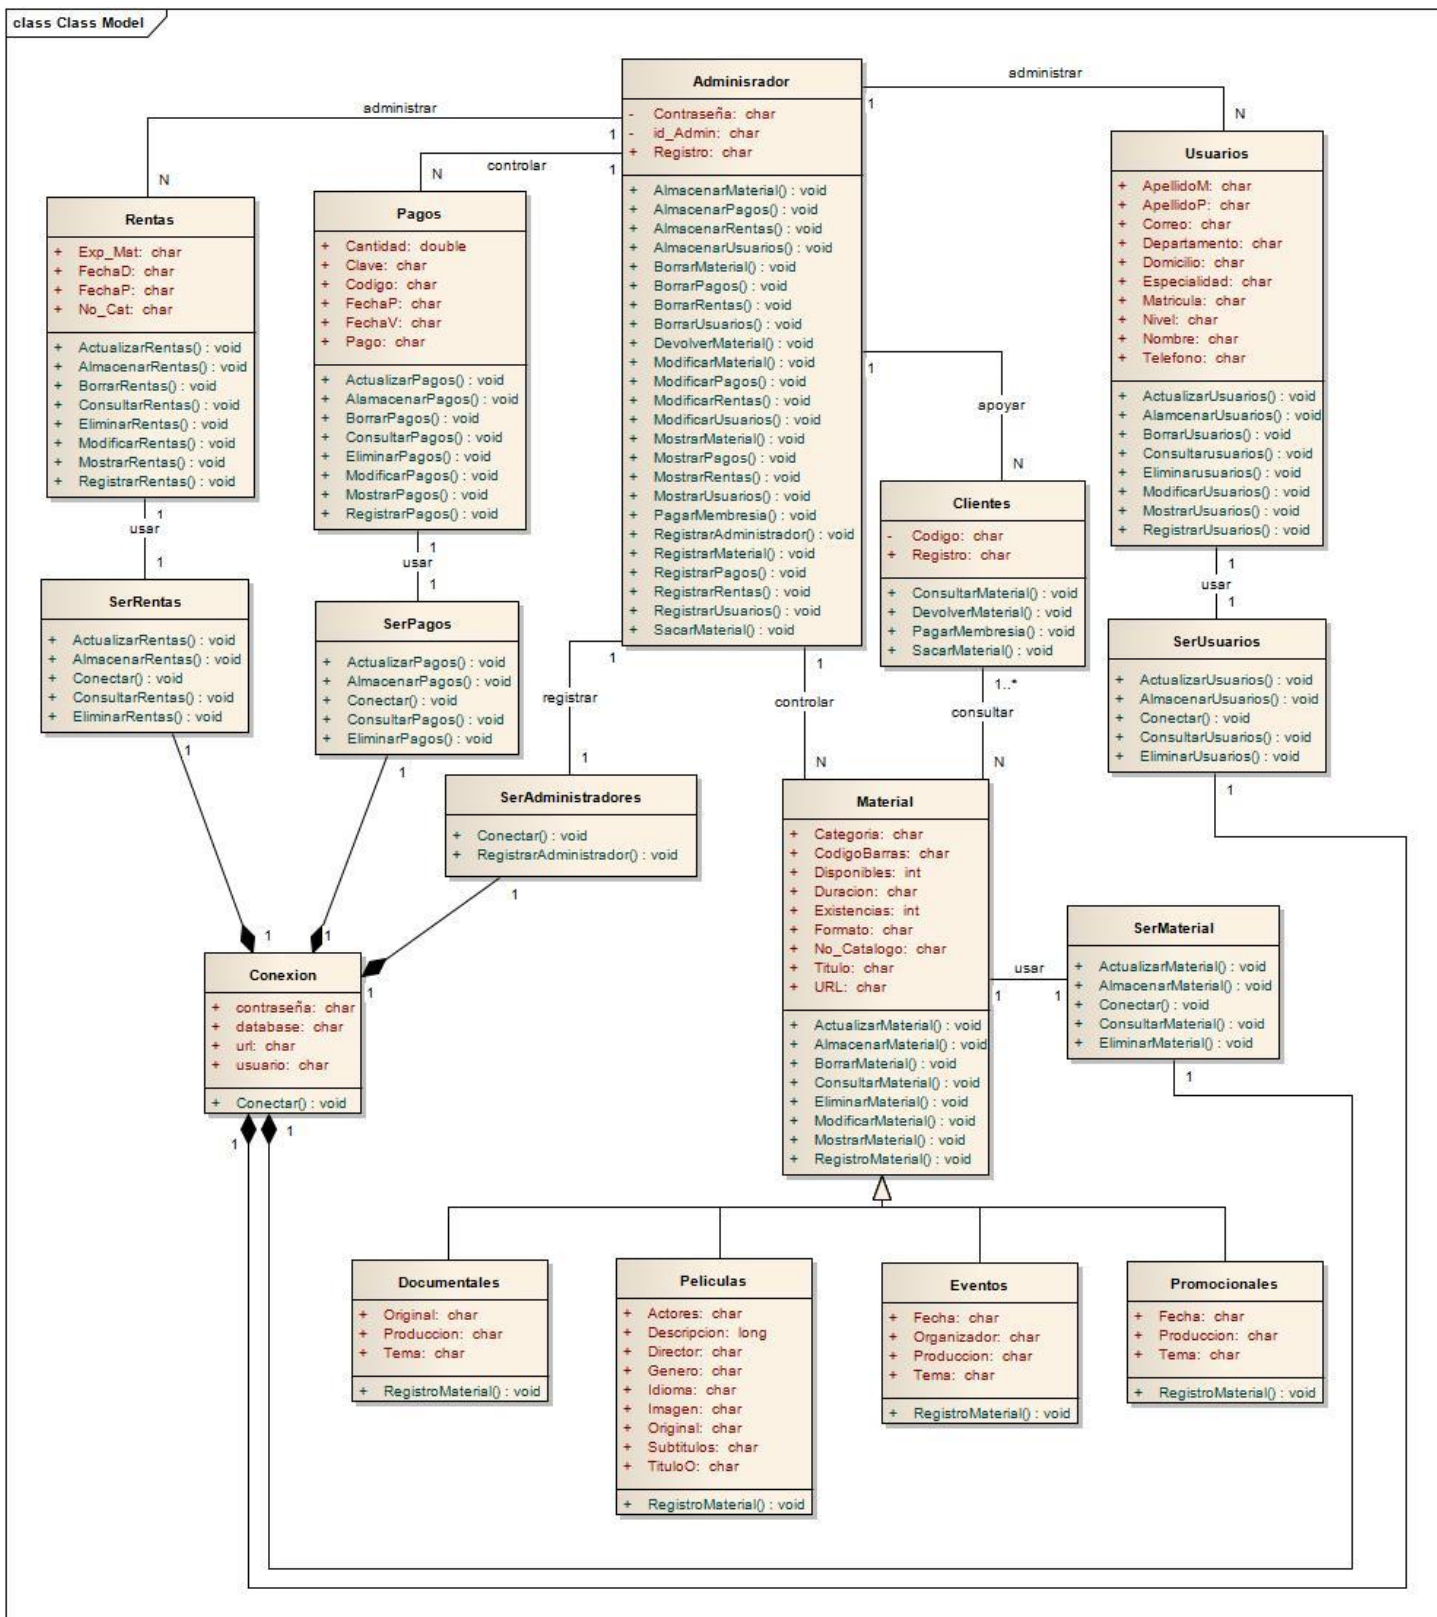 class Class Model
Adminisrador
- Contraseña: char
- id_Admin: char
+ Registro: char
+ AlmacenarMaterial() : void
+ AlmacenarPagos() : void
+ AlmacenarRentas() : void
+ AlmacenarUsuarios() : void
+ BorrarMaterial() : void
+ BorrarPagos() : void
+ BorrarRentas() : void
+ BorrarUsuarios() : void
+ DevolverMaterial() : void
+ ModificarMaterial() : void
+ ModificarPagos() : void
+ ModificarRentas() : void
+ ModificarUsuarios() : void
+ MostrarMaterial() : void
+ MostrarPagos() : void
+ MostrarRentas() : void
+ MostrarUsuarios() : void
+ PagarMembresia() : void
+ RegistrarAdministrador() : void
+ RegistrarMaterial() : void
+ RegistrarPagos() : void
+ RegistrarRentas() : void
+ RegistrarUsuarios() : void
+ SacarMaterial() : void
administrar
1
N
administrar
1
N
controlar
1
N
Rentas
+ Exp_Mat: char
+ FechaD: char
+ FechaP: char
+ No_Cat: char
+ ActualizarRentas() : void
+ AlmacenarRentas() : void
+ BorrarRentas() : void
+ ConsultarRentas() : void
+ EliminarRentas() : void
+ ModificarRentas() : void
+ MostrarRentas() : void
+ RegistrarRentas() : void
1
usar
1
Pagos
+ Cantidad: double
+ Clave: char
+ Codigo: char
+ FechaP: char
+ FechaV: char
+ Pago: char
+ ActualizarPagos() : void
+ AlamacenarPagos() : void
+ BorrarPagos() : void
+ ConsultarPagos() : void
+ EliminarPagos() : void
+ ModificarPagos() : void
+ MostrarPagos() : void
+ RegistrarPagos() : void
1
usar
1
Usuarios
+ ApellidoM: char
+ ApellidoP: char
+ Correo: char
+ Departamento: char
+ Domicilio: char
+ Especialidad: char
+ Matricula: char
+ Nivel: char
+ Nombre: char
+ Telefono: char
+ ActualizarUsuarios() : void
+ AlamcenarUsuarios() : void
+ BorrarUsuarios() : void
+ Consultarusuarios() : void
+ Eliminarusuarios() : void
+ ModificarUsuarios() : void
+ MostrarUsuarios() : void
+ RegistrarUsuarios() : void
1
usar
1
1
apoyar
N
Clientes
- Codigo: char
+ Registro: char
+ ConsultarMaterial() : void
+ DevolverMaterial() : void
+ PagarMembresia() : void
+ SacarMaterial() : void
1..*
consultar
N
SerRentas
+ ActualizarRentas() : void
+ AlmacenarRentas() : void
+ Conectar() : void
+ ConsultarRentas() : void
+ EliminarRentas() : void
1
1
SerPagos
+ ActualizarPagos() : void
+ AlmacenarPagos() : void
+ Conectar() : void
+ ConsultarPagos() : void
+ EliminarPagos() : void
1
1
1
registrar
1
SerAdministradores
+ Conectar() : void
+ RegistrarAdministrador() : void
1
1
1
controlar
N
SerUsuarios
+ ActualizarUsuarios() : void
+ AlmacenarUsuarios() : void
+ Conectar() : void
+ ConsultarUsuarios() : void
+ EliminarUsuarios() : void
1
Material
+ Categoria: char
+ CodigoBarras: char
+ Disponibles: int
+ Duracion: char
+ Existencias: int
+ Formato: char
+ No_Catalogo: char
+ Titulo: char
+ URL: char
+ ActualizarMaterial() : void
+ AlmacenarMaterial() : void
+ BorrarMaterial() : void
+ ConsultarMaterial() : void
+ EliminarMaterial() : void
+ ModificarMaterial() : void
+ MostrarMaterial() : void
+ RegistroMaterial() : void
usar
1
1
SerMaterial
+ ActualizarMaterial() : void
+ AlmacenarMaterial() : void
+ Conectar() : void
+ ConsultarMaterial() : void
+ EliminarMaterial() : void
1
Conexion
+ contraseña: char
+ database: char
+ url: char
+ usuario: char
+ Conectar() : void
1
1
Documentales
+ Original: char
+ Produccion: char
+ Tema: char
+ RegistroMaterial() : void
Peliculas
+ Actores: char
+ Descripcion: long
+ Director: char
+ Genero: char
+ Idioma: char
+ Imagen: char
+ Original: char
+ Subtitulos: char
+ TituloO: char
+ RegistroMaterial() : void
Eventos
+ Fecha: char
+ Organizador: char
+ Produccion: char
+ Tema: char
+ RegistroMaterial() : void
Promocionales
+ Fecha: char
+ Produccion: char
+ Tema: char
+ RegistroMaterial() : void